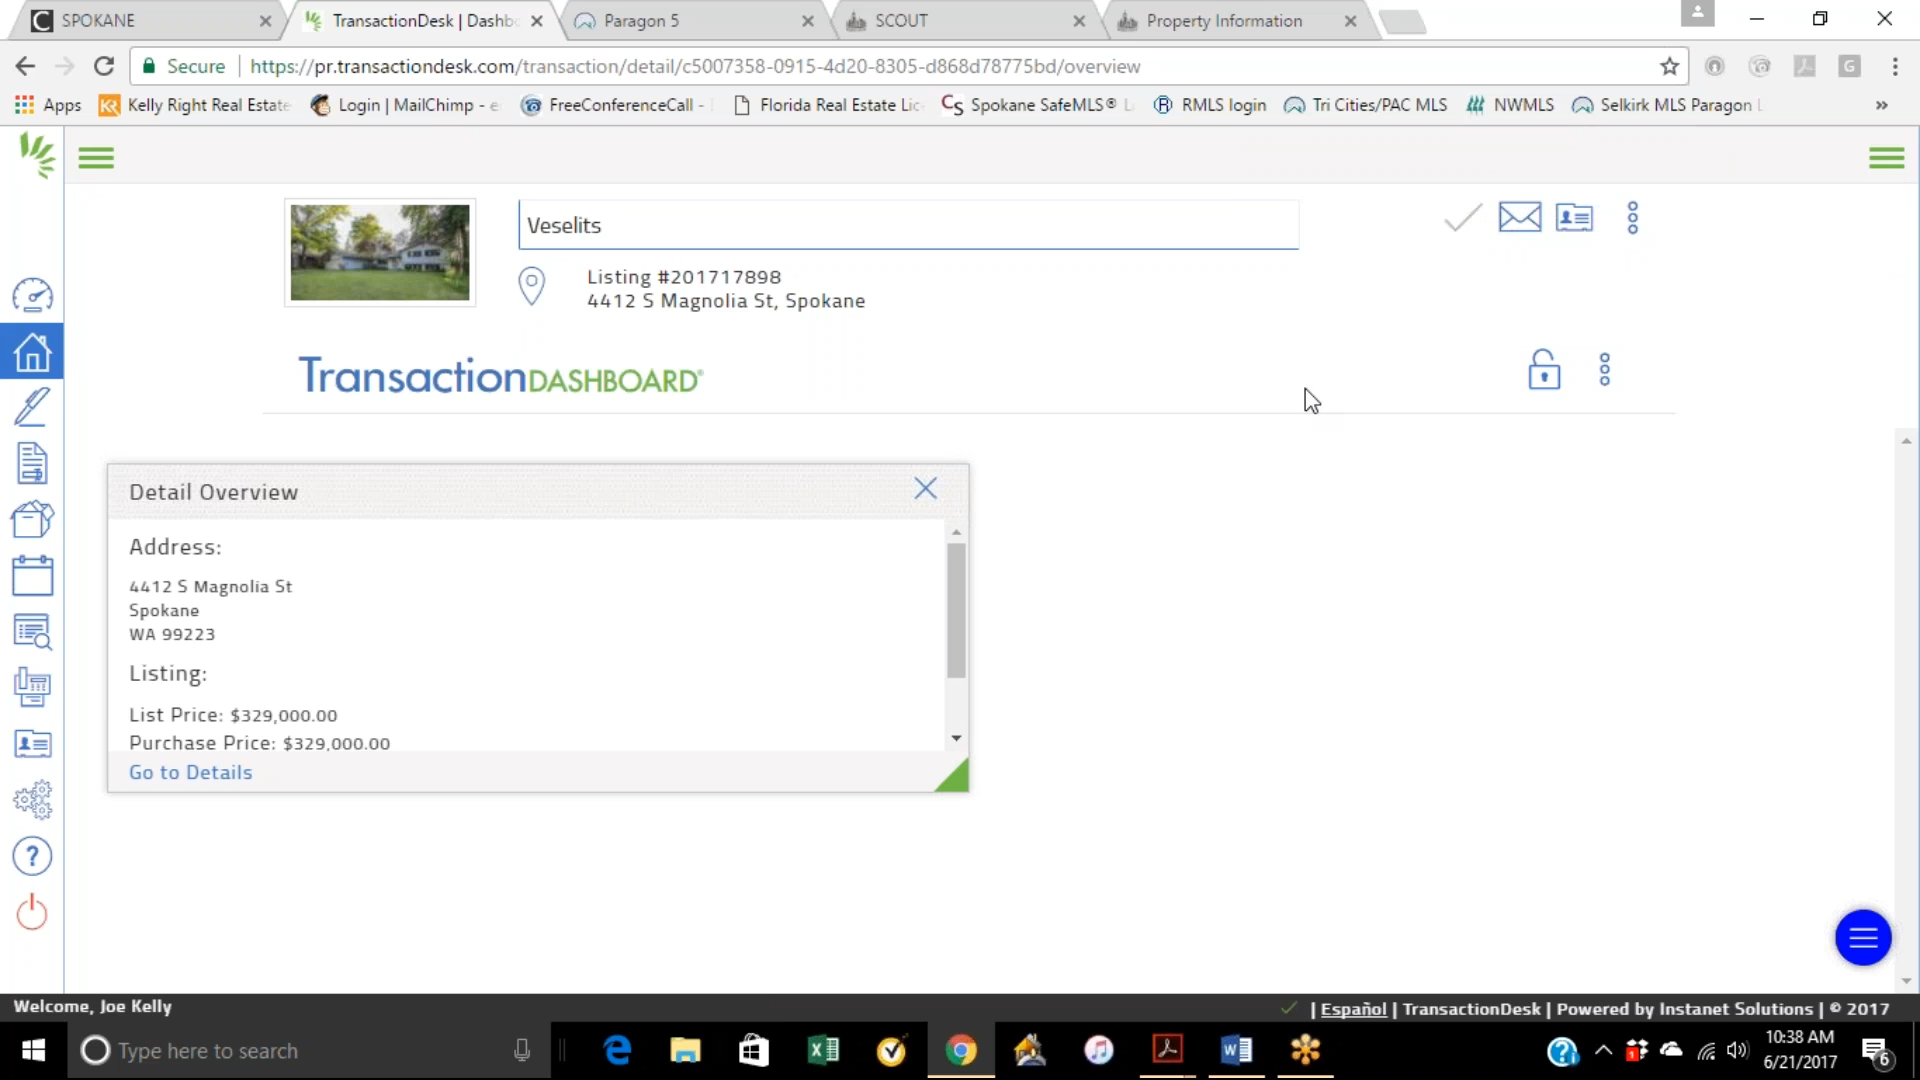 SPOKANE
TransactionDesk | Dashb
Paragon 5
SCOUT
Property Information
Secure
https://pr.transactiondesk.com/transaction/detail/c5007358-0915-4d20-8305-d868d78775bd/overview
Apps
Kelly Right Real Estate
Login | MailChimp - e
FreeConferenceCall -
Florida Real Estate Lic
Spokane SafeMLS® L
RMLS login
Tri Cities/PAC MLS
NWMLS
Selkirk MLS Paragon
»
Veselits
Listing #201717898
4412 S Magnolia St, Spokane
TransactionDASHBOARD®
Detail Overview
Address:
4412 S Magnolia St
Spokane
WA 99223
Listing:
List Price: $329,000.00
Purchase Price: $329,000.00
Go to Details
Welcome, Joe Kelly
| Español | TransactionDesk | Powered by Instanet Solutions | © 2017
Type here to search
10:38 AM
6/21/2017
6